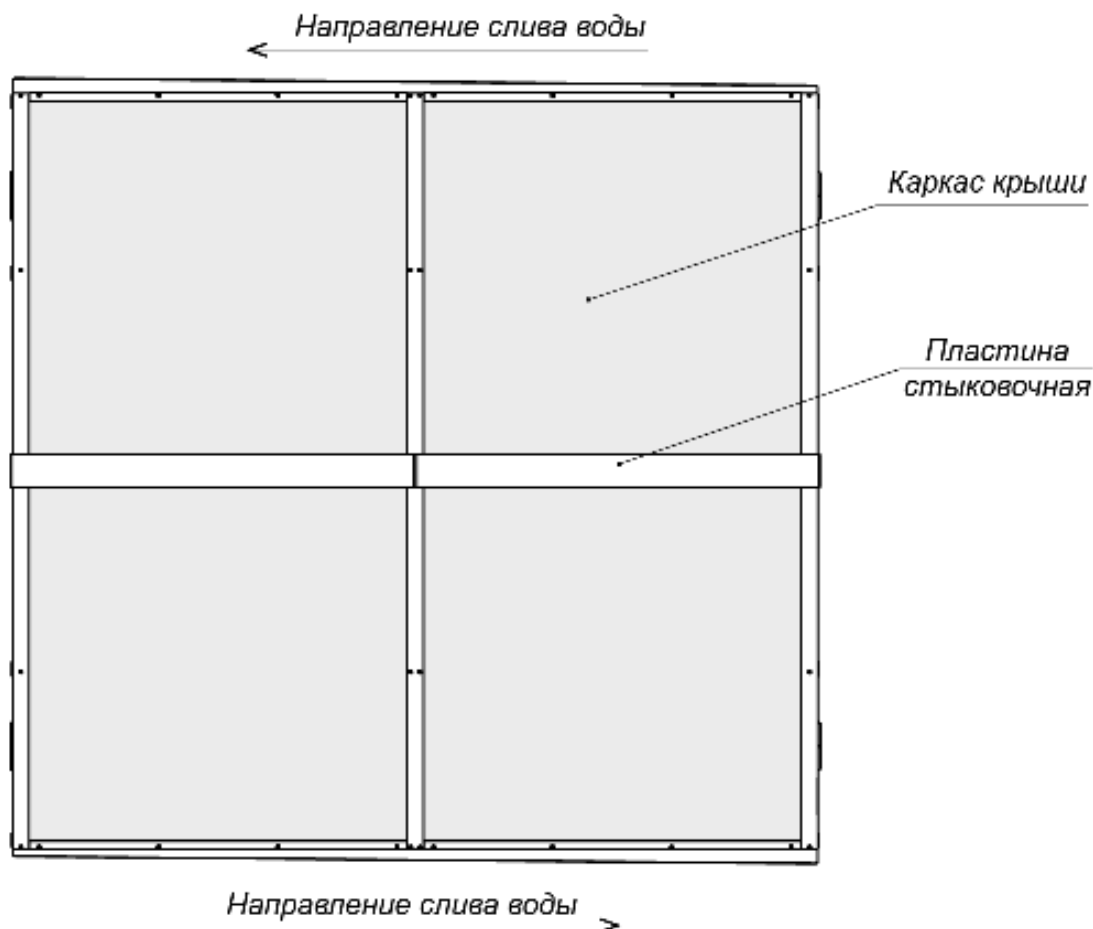 Направление слива воды
Каркас крыши
Пластина
стыковочная
Направление слива воды